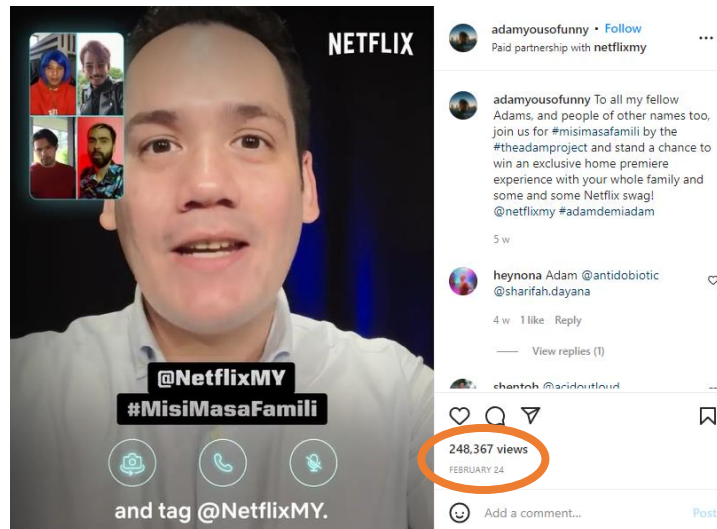 NETFLIX
@NetflixMY
#MisiMasaFamili
and tag @NetflixMY.
adamyousofunny • Follow
Paid partnership with netflixmy
adamyousofunny To all my fellow
Adams, and people of other names too,
join us for #misimasafamili by the
#theadamproject and stand a chance to
win an exclusive home premiere
experience with your whole family and
some and some Netflix swag!
@netflixmy #adamdemiadam
5 w
heynona Adam @antidobiotic
@sharifah.dayana
4 w 1 like Reply
View replies (1)
shentoh @acidoutloud
248,367 views
FEBRUARY 24
Add a comment...
Post